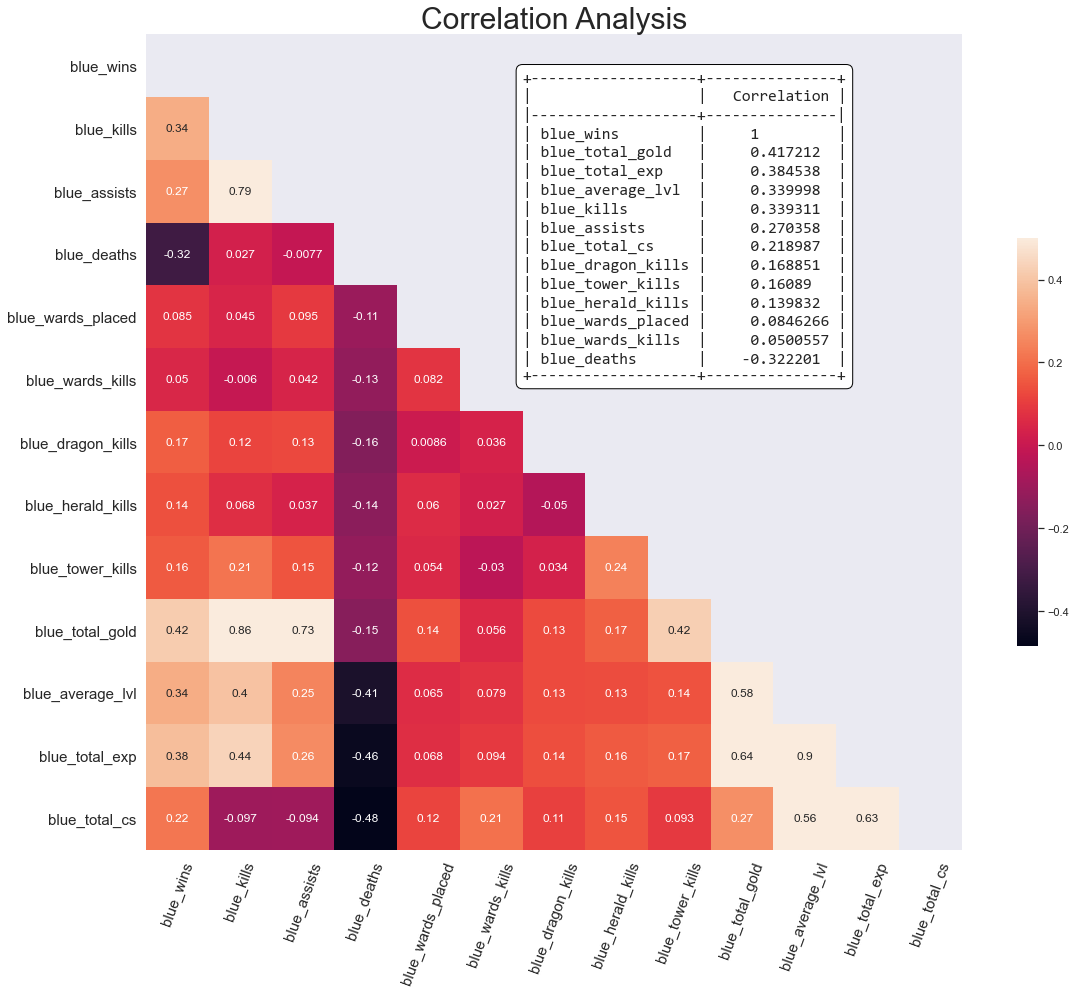 Correlation Analysis
+-------------------+---------------+
|                   |   Correlation |
|-------------------+---------------|
| blue_wins         |     1         |
| blue_total_gold   |     0.417212  |
| blue_total_exp    |     0.384538  |
| blue_average_lvl  |     0.339998  |
| blue_kills        |     0.339311  |
| blue_assists      |     0.270358  |
| blue_total_cs     |     0.218987  |
| blue_dragon_kills |     0.168851  |
| blue_tower_kills  |     0.16089   |
| blue_herald_kills |     0.139832  |
| blue_wards_placed |     0.0846266 |
| blue_wards_kills  |     0.0500557 |
| blue_deaths       |    -0.322201  |
+-------------------+---------------+
blue_wins
blue_kills 0.34
blue_assists 0.27 0.79
blue_deaths -0.32 0.027 -0.0077
blue_wards_placed 0.085 0.045 0.095 -0.11
blue_wards_kills 0.05 -0.006 0.042 -0.13 0.082
blue_dragon_kills 0.17 0.12 0.13 -0.16 0.0086 0.036
blue_herald_kills 0.14 0.068 0.037 -0.14 0.06 0.027 -0.05
blue_tower_kills 0.16 0.21 0.15 -0.12 0.054 -0.03 0.034 0.24
blue_total_gold 0.42 0.86 0.73 -0.15 0.14 0.056 0.13 0.17 0.42
blue_average_lvl 0.34 0.4 0.25 -0.41 0.065 0.079 0.13 0.13 0.14 0.58
blue_total_exp 0.38 0.44 0.26 -0.46 0.068 0.094 0.14 0.16 0.17 0.64 0.9
blue_total_cs 0.22 -0.097 -0.094 -0.48 0.12 0.21 0.11 0.15 0.093 0.27 0.56 0.63
blue_wins blue_kills blue_assists blue_deaths blue_wards_placed blue_wards_kills blue_dragon_kills blue_herald_kills blue_tower_kills blue_total_gold blue_average_lvl blue_total_exp blue_total_cs
0.4
0.2
0.0
−0.2
−0.4